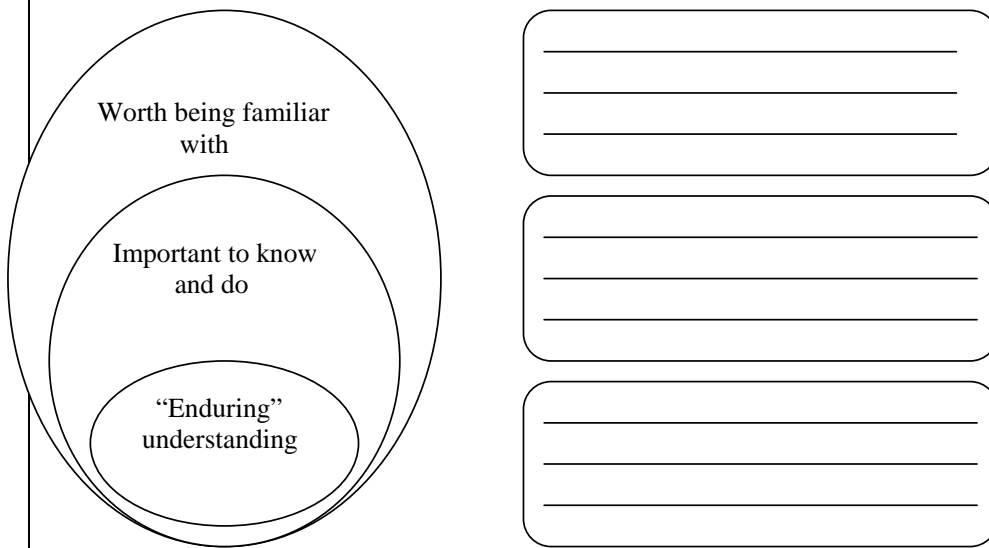 Worth being familiar
with
Important to know
and do
“Enduring”
understanding